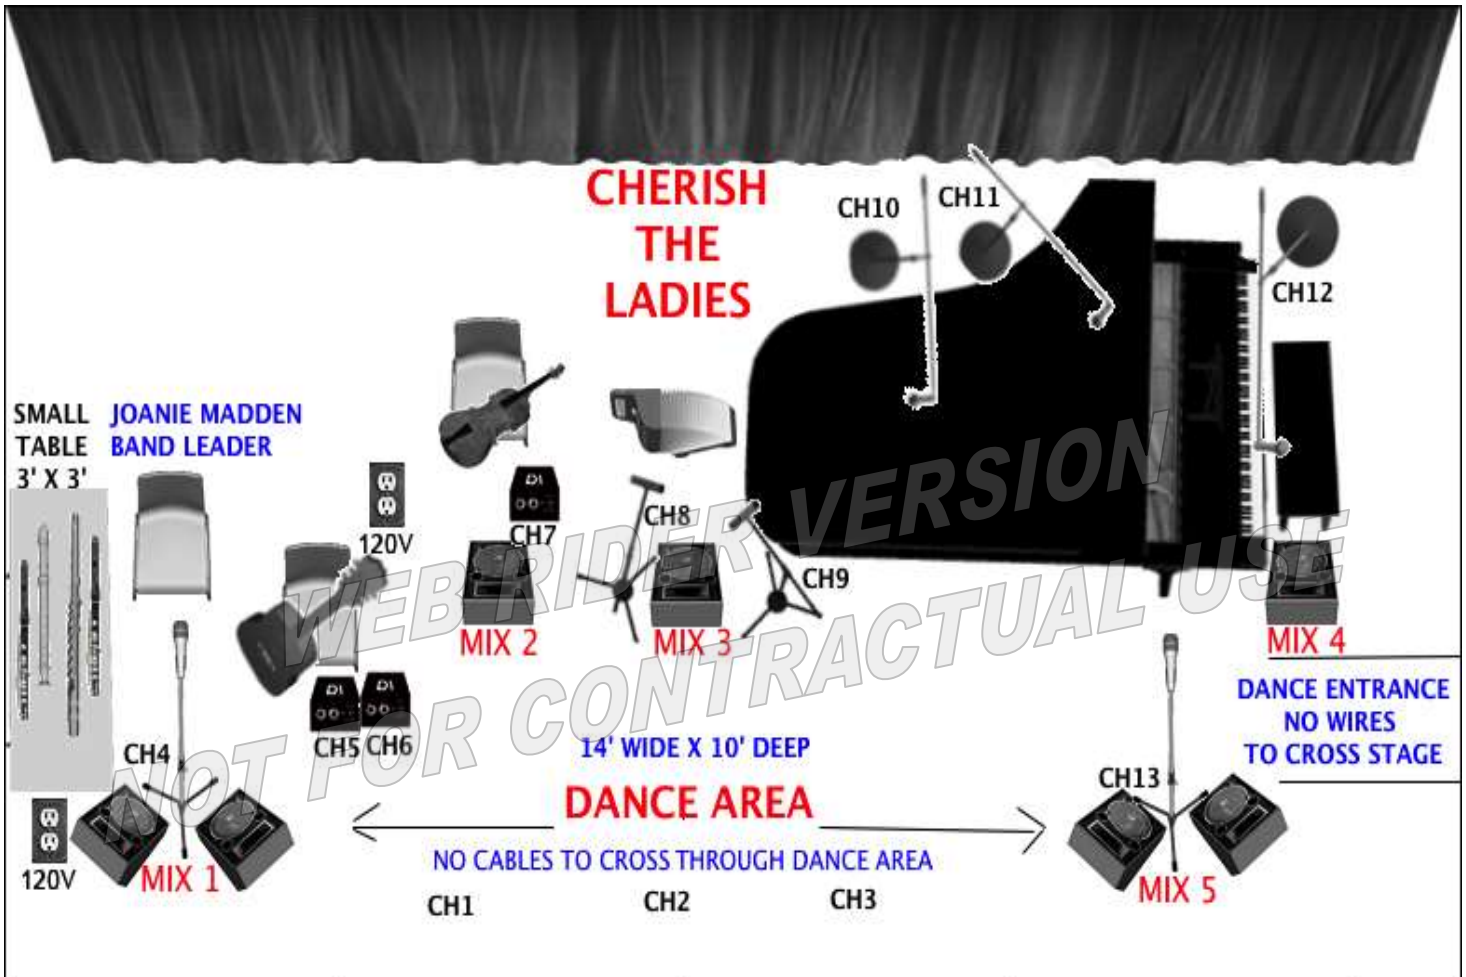 CHERISH
THE
LADIES
CH10
CH11
CH12
SMALL
TABLE
3' X 3'
JOANIE MADDEN
BAND LEADER
120V
DI
CH7
CH8
CH9
MIX 2
MIX 3
MIX 4
DI
DI
CH5
CH6
CH4
14' WIDE X 10' DEEP
DANCE AREA
NO CABLES TO CROSS THROUGH DANCE AREA
DANCE ENTRANCE
NO WIRES
TO CROSS STAGE
CH13
120V
MIX 1
MIX 5
CH1
CH2
CH3
WEB RIDER VERSION
NOT FOR CONTRACTUAL USE